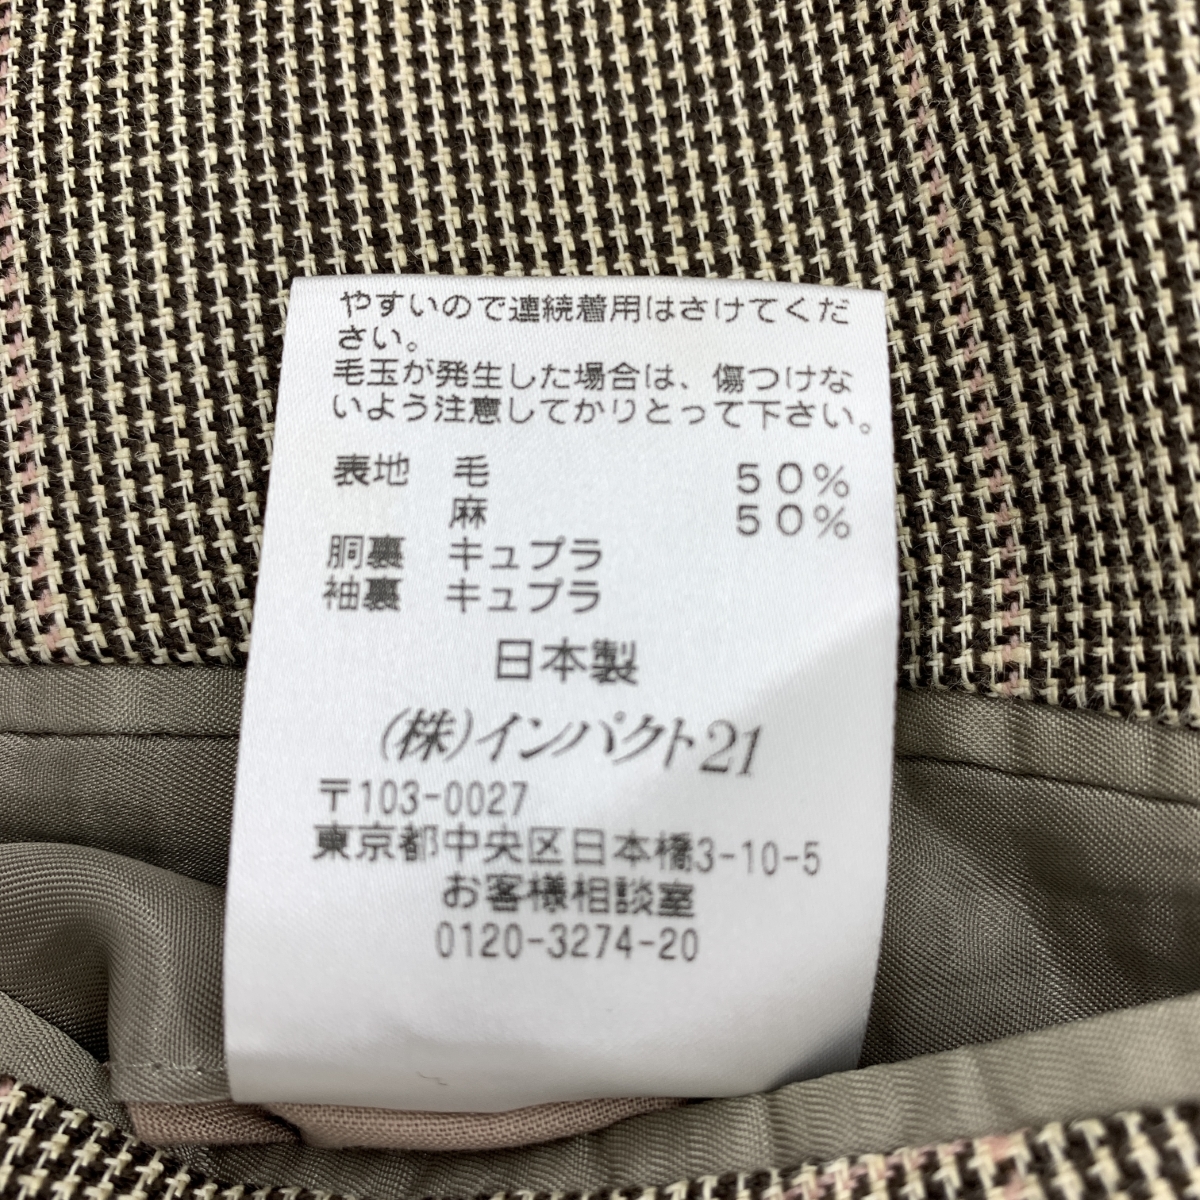 やすいので連続着用はさけてくだ
さい。
毛玉が発生した場合は、傷つけな
いよう注意してかりとって下さい。
表地 毛 50%
麻 50%
胴裏 キュプラ
袖裏 キュプラ
日本製
(株)インパクト21
〒103-0027
東京都中央区日本橋3-10-5
お客様相談室
0120-3274-20